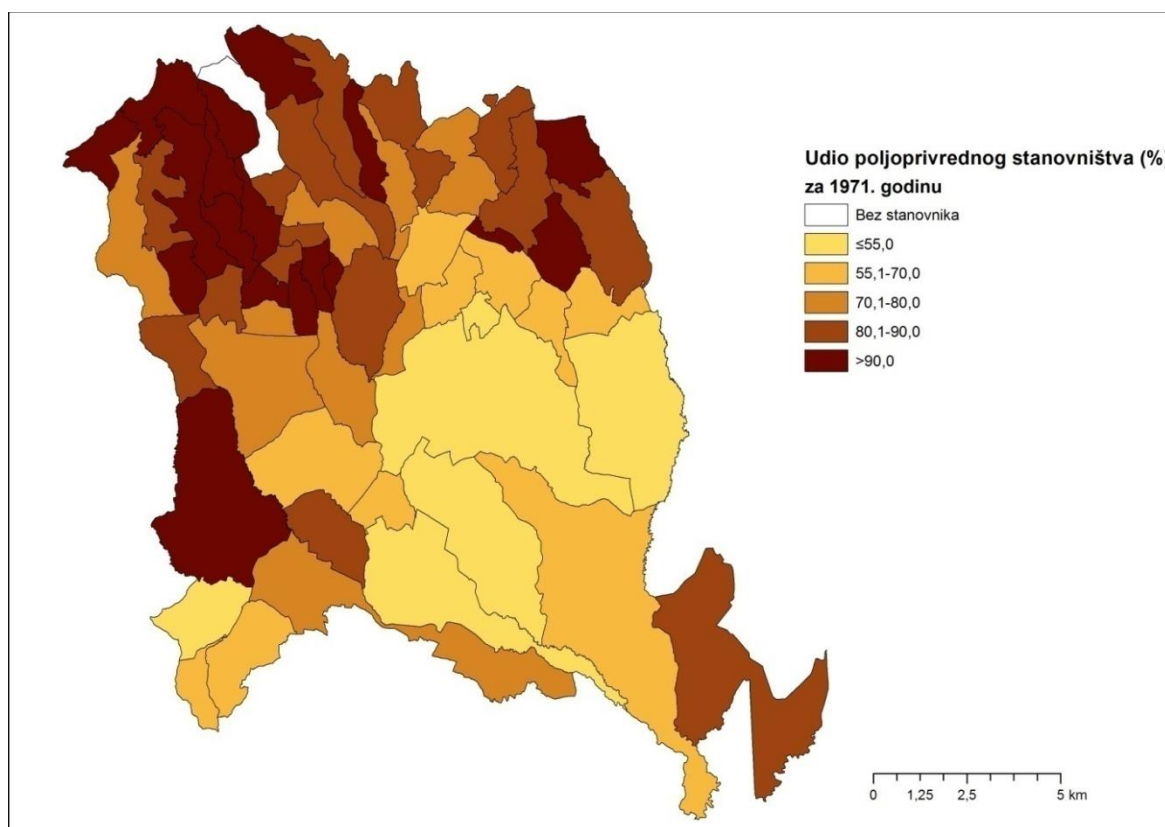 Udio poljoprivrednog stanovništva (%)
za 1971. godinu
Bez stanovnika
≤55,0
55,1-70,0
70,1-80,0
80,1-90,0
>90,0
0 1,25 2,5 5 km